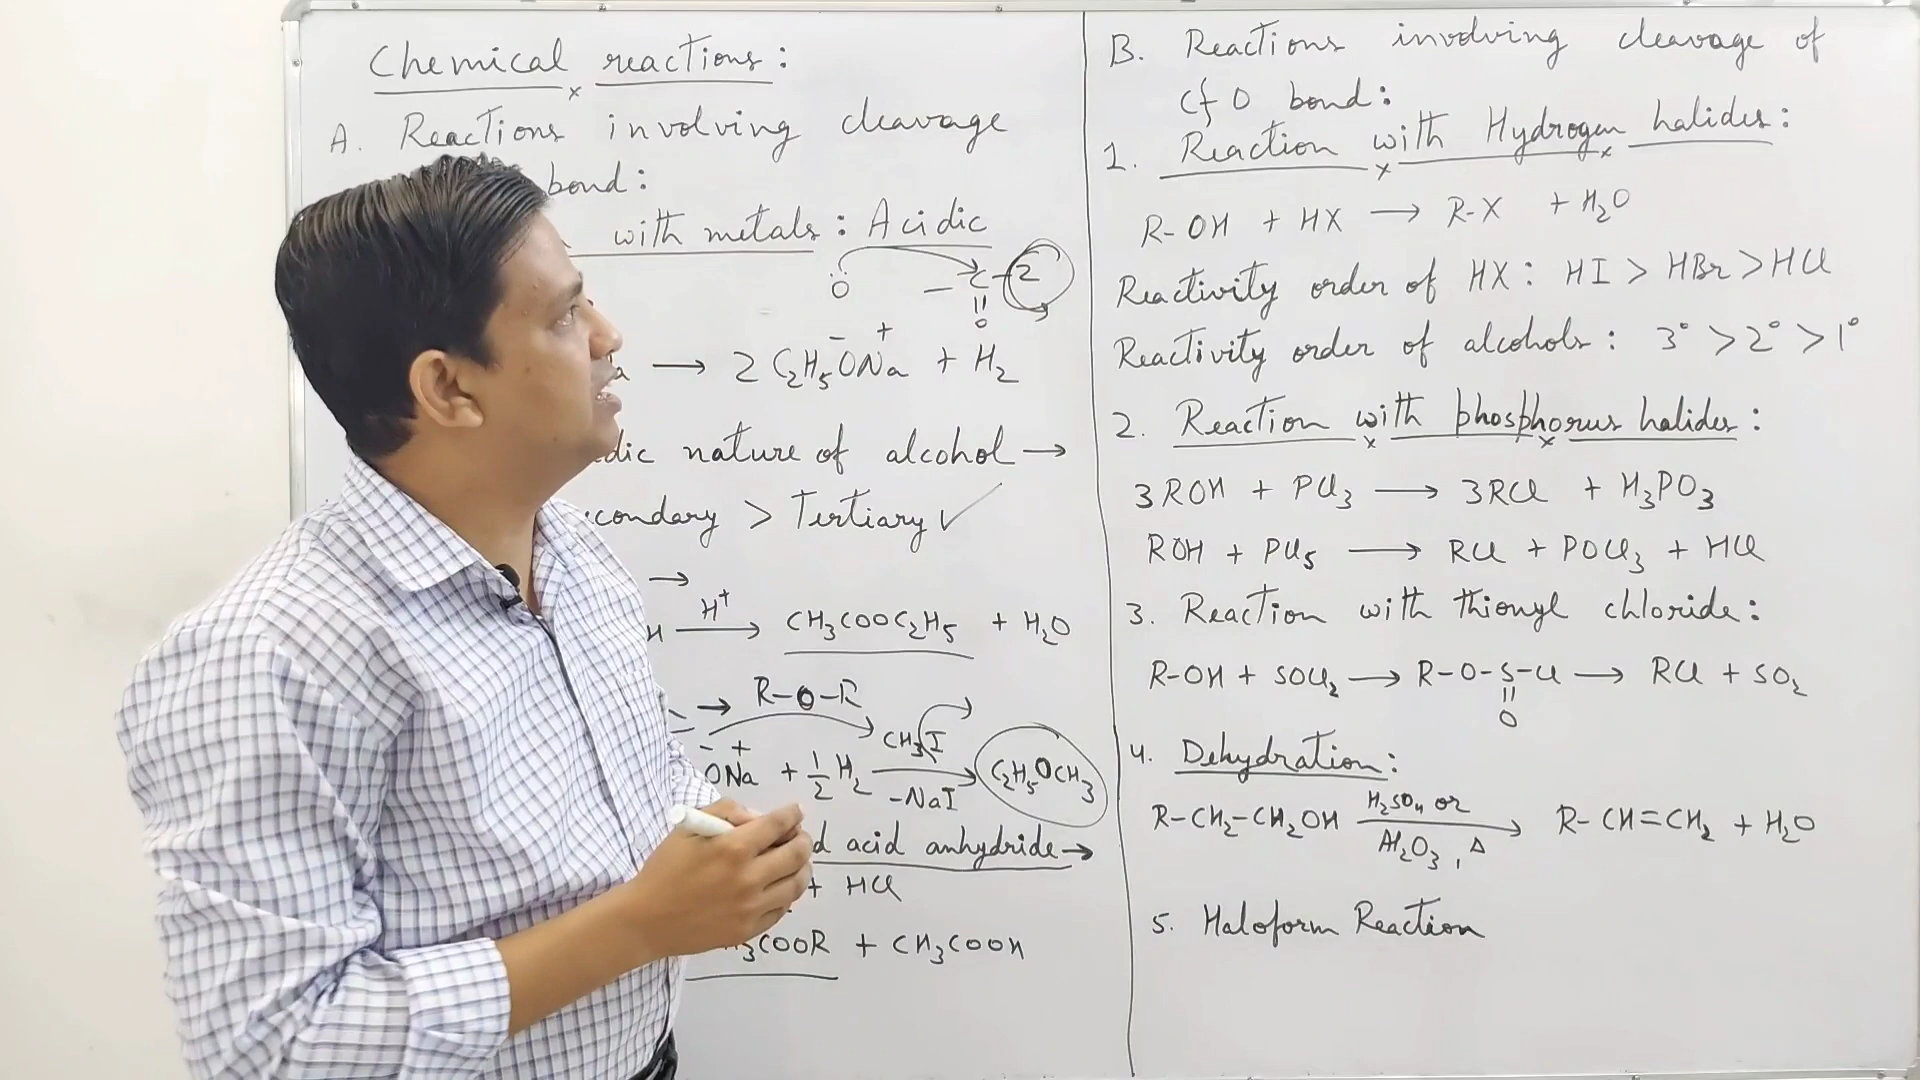 Chemical reactions:
A. Reactions involving cleavage
bond:
with metals: Acidic
Ö —C–Z
||
O
→ 2 C₂H₅O⁻Na⁺ + H₂
nature of alcohol →
> Tertiary ✓
→
H⁺
→ CH₃COOC₂H₅ + H₂O
→ R–O–R
O⁻Na⁺ + 1/2 H₂ →
CH₃I
-NaI
C₂H₅OCH₃
acid anhydride →
+ HCl
COOR + CH₃COOH
B. Reactions involving cleavage of
C}O bond:
1. Reaction with Hydrogen halides:
R-OH + HX → R-X + H₂O
Reactivity order of HX: HI > HBr > HCl
Reactivity order of alcohols: 3° > 2° > 1°
2. Reaction with phosphorus halides:
3ROH + PCl₃ → 3RCl + H₃PO₃
ROH + PCl₅ → RCl + POCl₃ + HCl
3. Reaction with thionyl chloride:
R-OH + SOCl₂ → R-O-S-Cl → RCl + SO₂
||
O
4. Dehydration:
R-CH₂-CH₂OH → R-CH=CH₂ + H₂O
H₂SO₄ or
Al₂O₃, Δ
5. Haloform Reaction